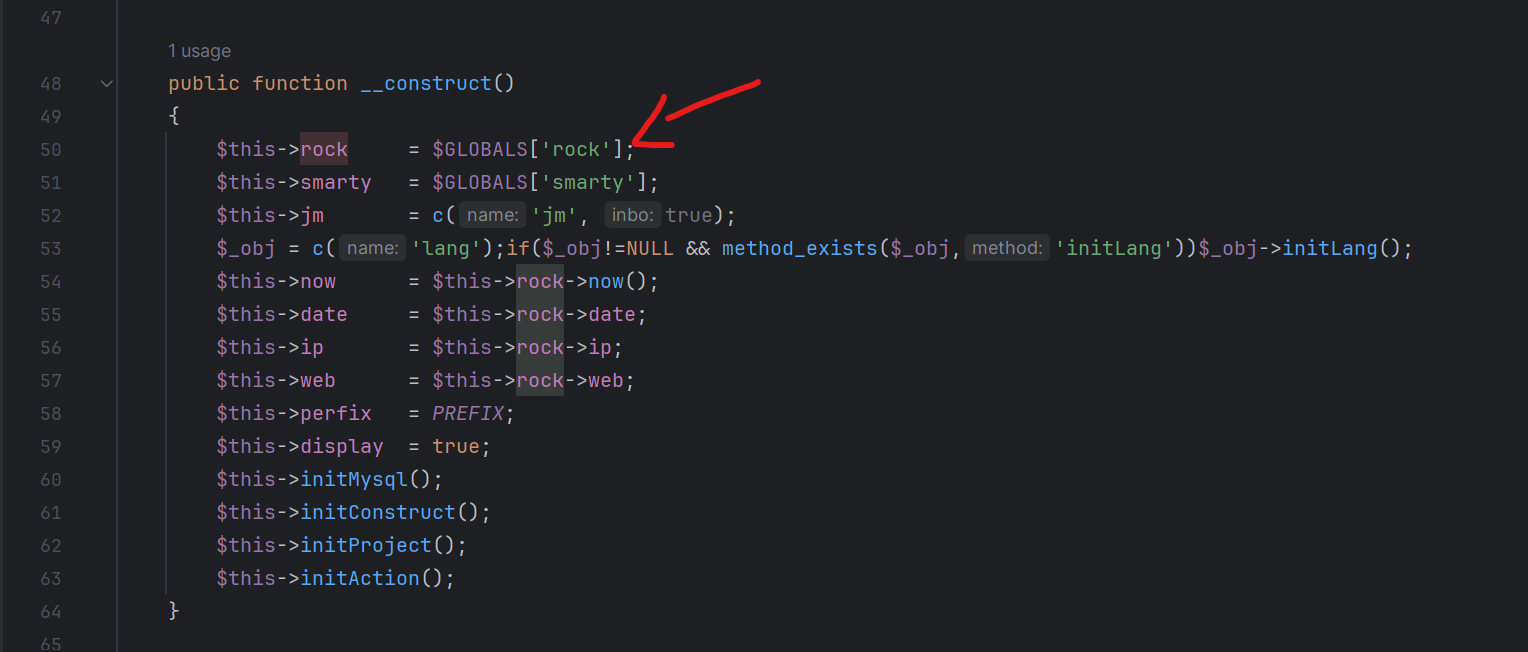 47
1 usage
48 public function __construct()
49 {
50 $this->rock = $GLOBALS['rock'];
51 $this->smarty = $GLOBALS['smarty'];
52 $this->jm = c( name: 'jm', inbo: true);
53 $_obj = c( name: 'lang');if($_obj!=NULL && method_exists($_obj, method: 'initLang'))$_obj->initLang();
54 $this->now = $this->rock->now();
55 $this->date = $this->rock->date;
56 $this->ip = $this->rock->ip;
57 $this->web = $this->rock->web;
58 $this->perfix = PREFIX;
59 $this->display = true;
60 $this->initMysql();
61 $this->initConstruct();
62 $this->initProject();
63 $this->initAction();
64 }
65